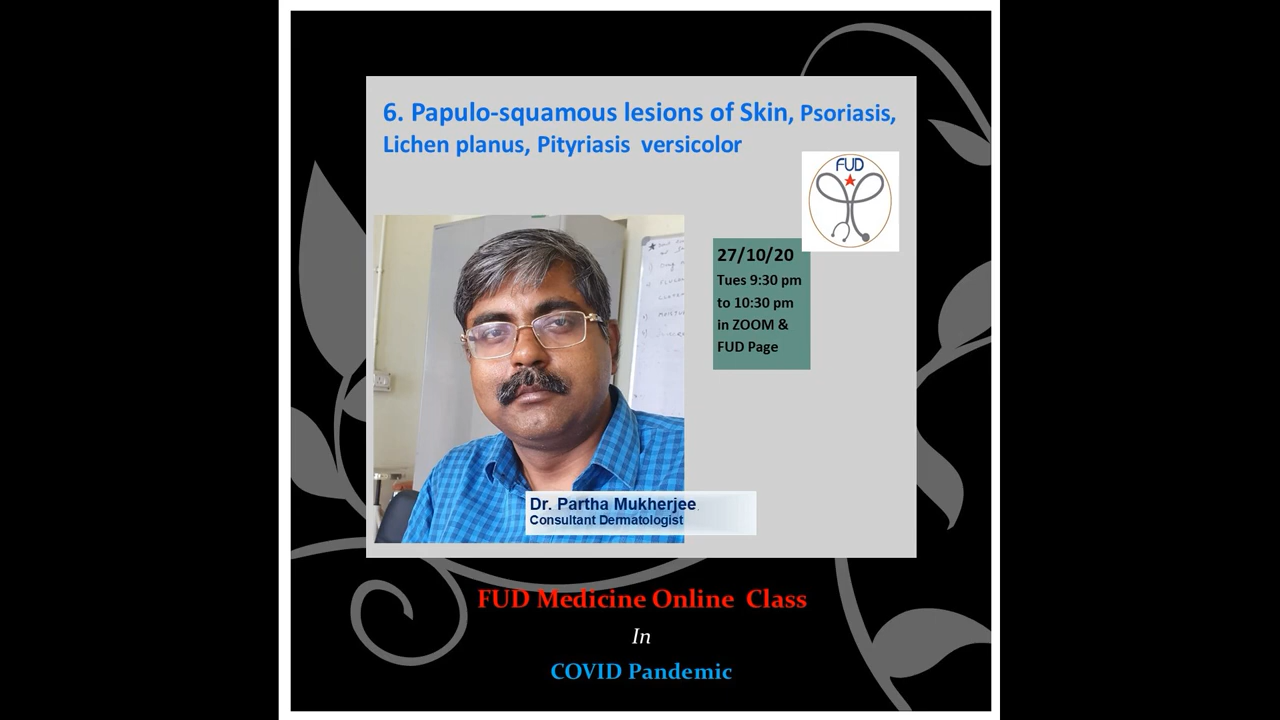 6. Papulo-squamous lesions of Skin, Psoriasis,
Lichen planus, Pityriasis versicolor
FUD
27/10/20
Tues 9:30 pm
to 10:30 pm
in ZOOM &
FUD Page
Dr. Partha Mukherjee
Consultant Dermatologist
FUD Medicine Online Class
In
COVID Pandemic